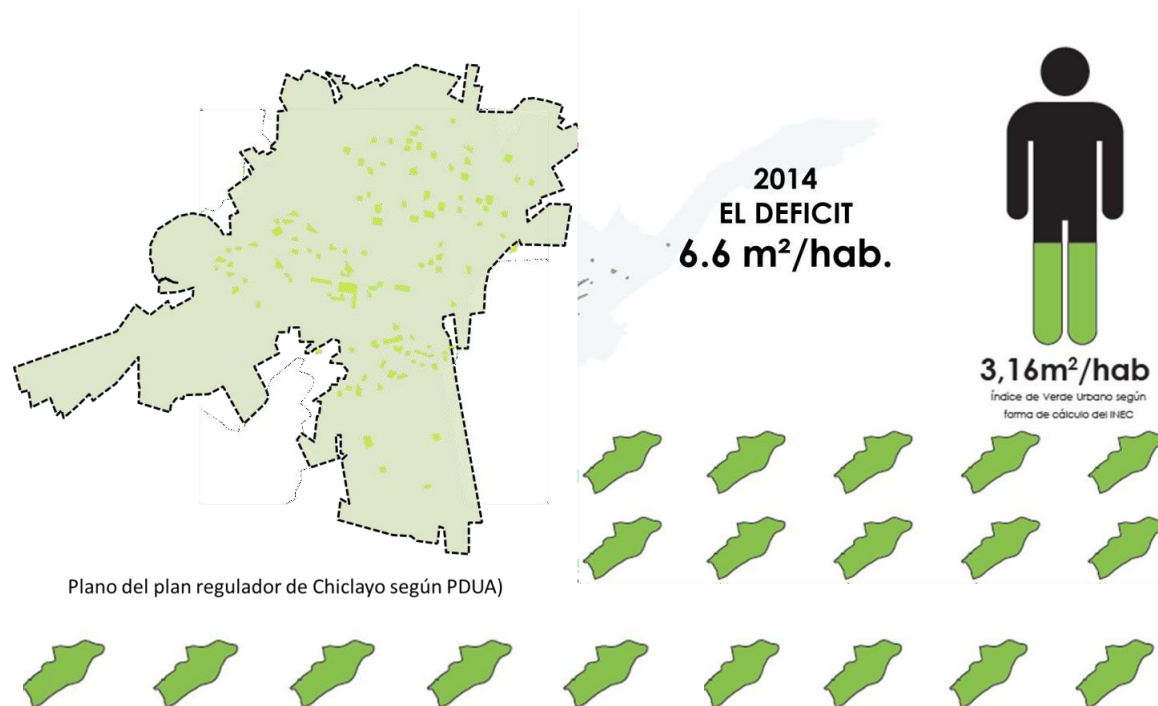 2014
EL DEFICIT
6.6 m²/hab.
3,16m²/hab
Índice de Verde Urbano según
forma de cálculo del INEC
Plano del plan regulador de Chiclayo según PDUA)